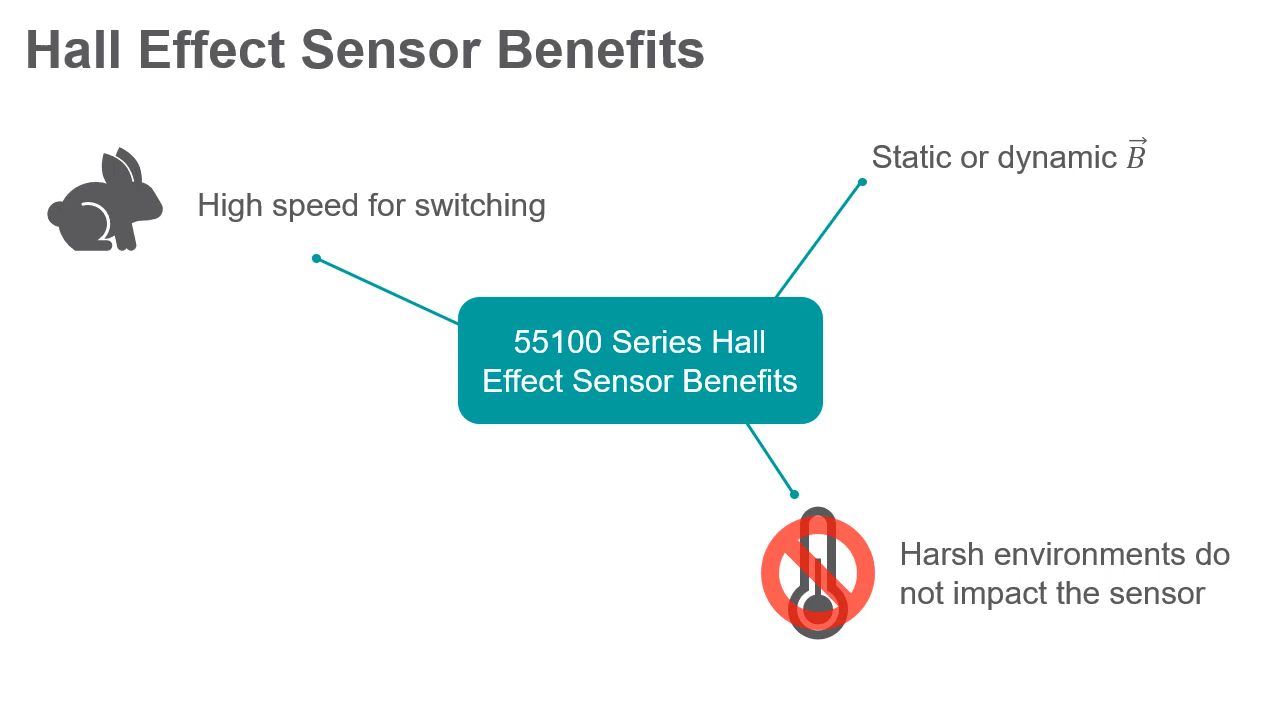 Hall Effect Sensor Benefits
High speed for switching
Static or dynamic $\vec{B}$
55100 Series Hall
Effect Sensor Benefits
Harsh environments do
not impact the sensor